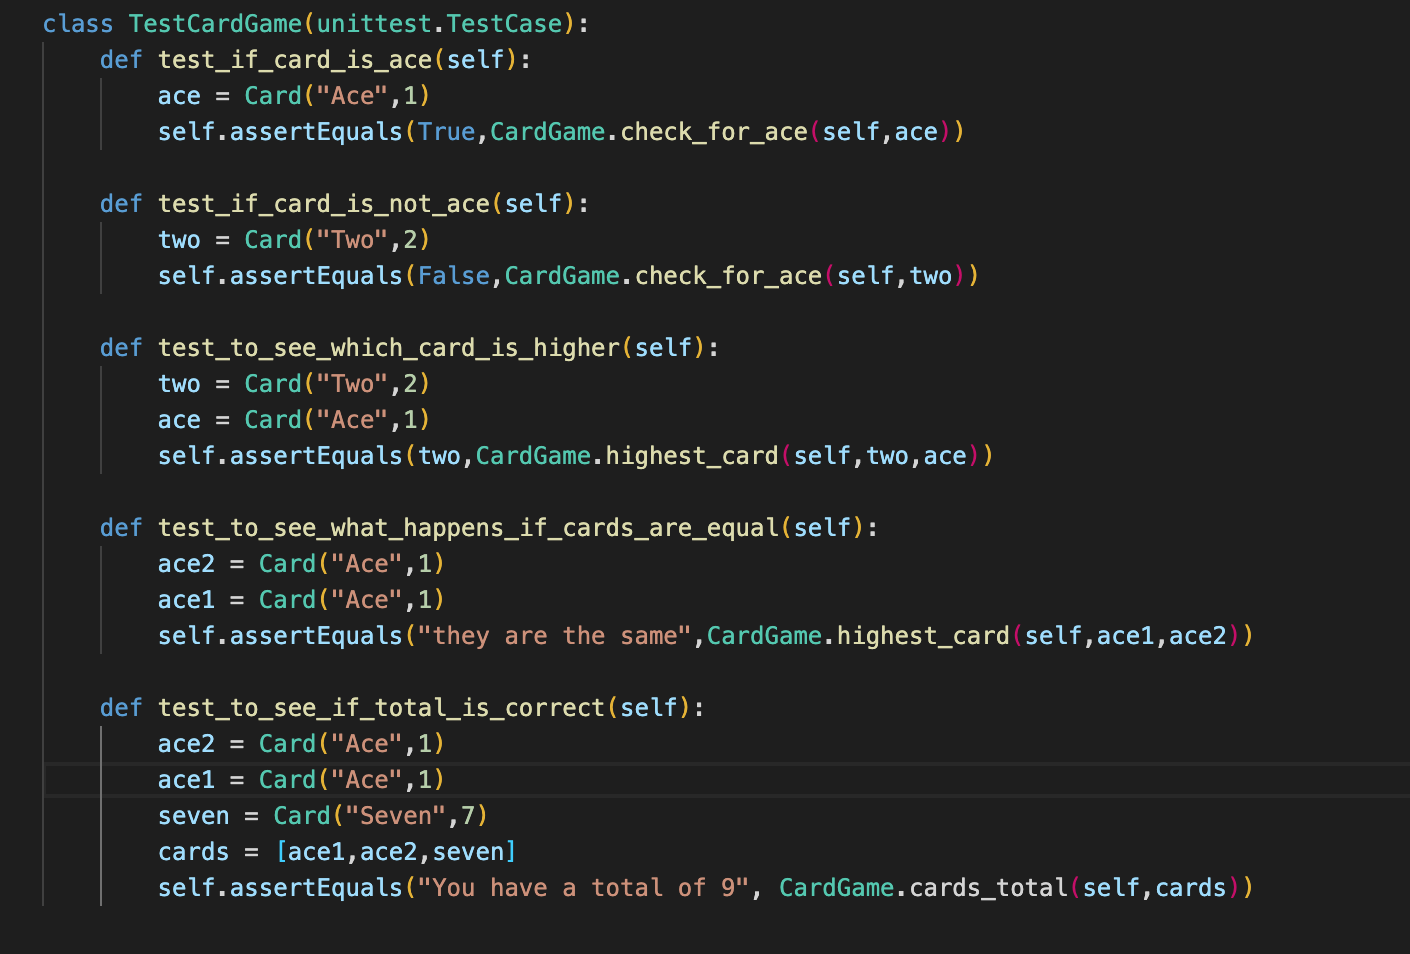 class TestCardGame(unittest.TestCase):
    def test_if_card_is_ace(self):
        ace = Card("Ace",1)
        self.assertEquals(True,CardGame.check_for_ace(self,ace))

    def test_if_card_is_not_ace(self):
        two = Card("Two",2)
        self.assertEquals(False,CardGame.check_for_ace(self,two))

    def test_to_see_which_card_is_higher(self):
        two = Card("Two",2)
        ace = Card("Ace",1)
        self.assertEquals(two,CardGame.highest_card(self,two,ace))

    def test_to_see_what_happens_if_cards_are_equal(self):
        ace2 = Card("Ace",1)
        ace1 = Card("Ace",1)
        self.assertEquals("they are the same",CardGame.highest_card(self,ace1,ace2))

    def test_to_see_if_total_is_correct(self):
        ace2 = Card("Ace",1)
        ace1 = Card("Ace",1)
        seven = Card("Seven",7)
        cards = [ace1,ace2,seven]
        self.assertEquals("You have a total of 9", CardGame.cards_total(self,cards))